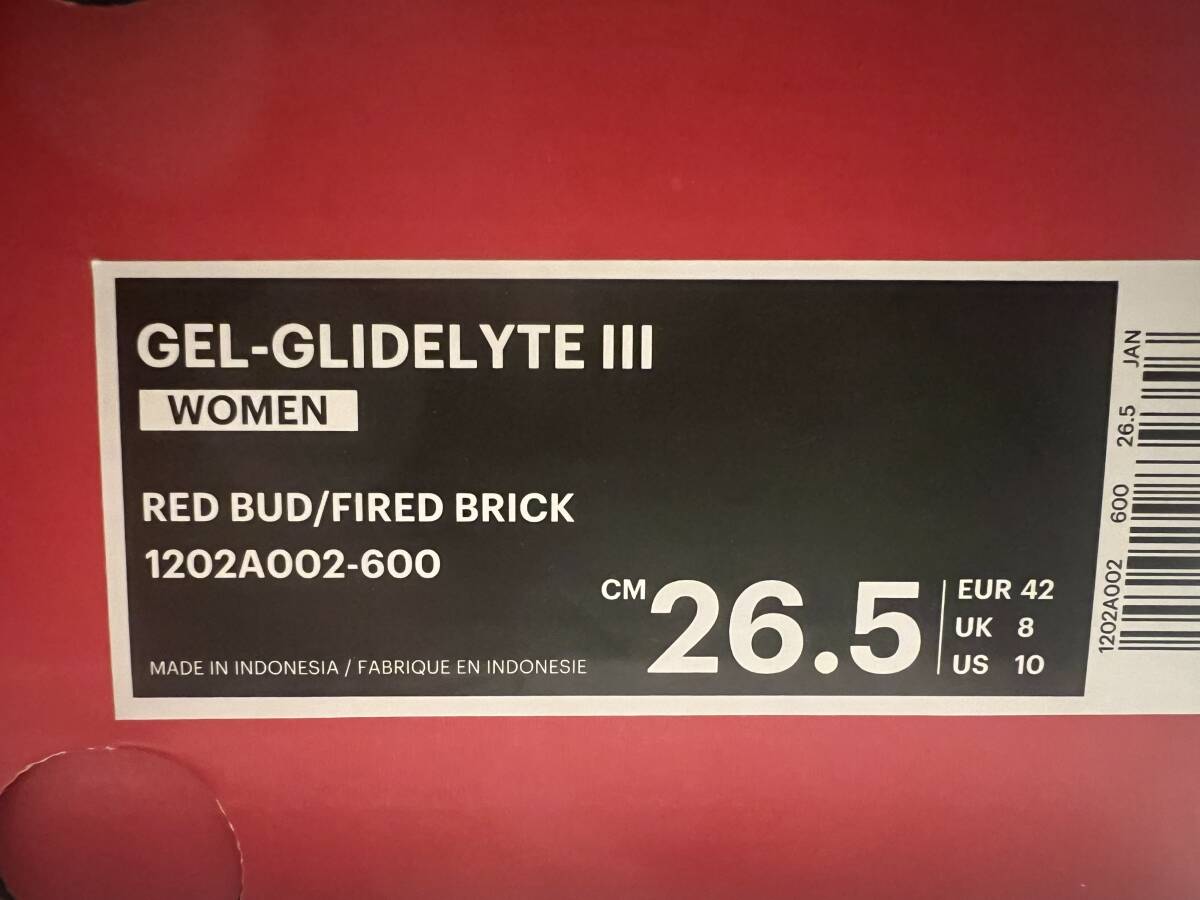 GEL-GLIDELYTE III
WOMEN
RED BUD/FIRED BRICK
1202A002-600
MADE IN INDONESIA / FABRIQUE EN INDONESIE
CM 26.5
EUR 42
UK 8
US 10
1202A002 600 26.5 JAN